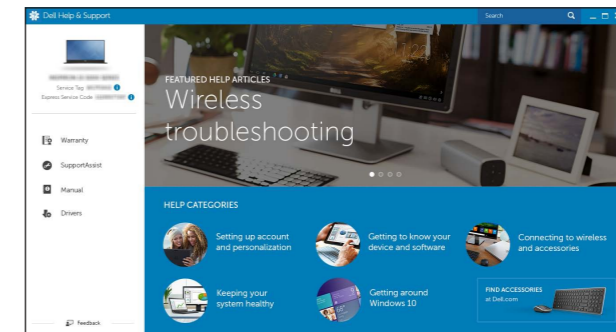 Dell Help & Support
Search
Service Tag:
Express Service Code:
Warranty
SupportAssist
Manual
Drivers
Feedback
FEATURED HELP ARTICLES
Wireless
troubleshooting
HELP CATEGORIES
Setting up account
and personalization
Getting to know your
device and software
Connecting to wireless
and accessories
Keeping your
system healthy
Getting around
Windows 10
FIND ACCESSORIES
at Dell.com